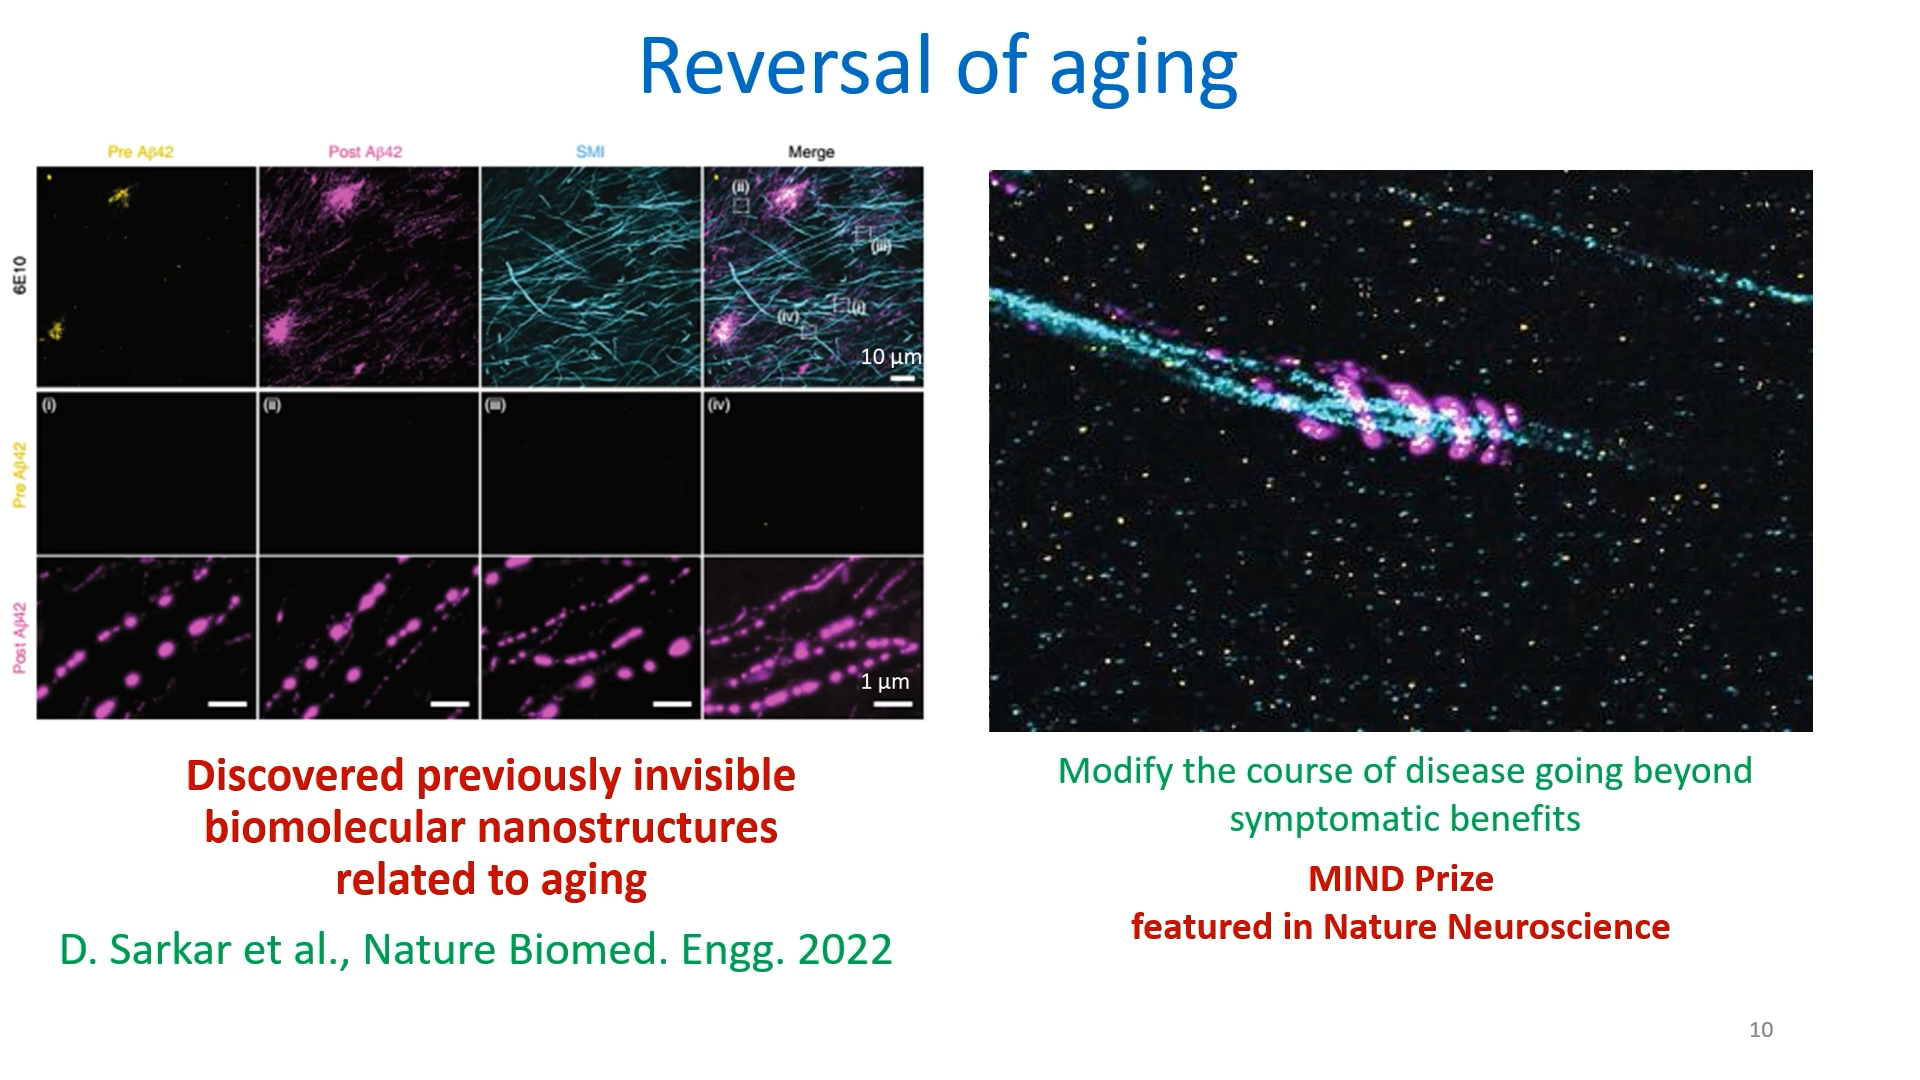 Reversal of aging
Pre Aβ42 Post Aβ42 SMI Merge
6E10
(ii)
(iii)
(i)
(iv)
10 µm
Pre Aβ42
(i) (ii) (iii) (iv)
Post Aβ42
1 µm
Discovered previously invisible
biomolecular nanostructures
related to aging
D. Sarkar et al., Nature Biomed. Engg. 2022
Modify the course of disease going beyond
symptomatic benefits
MIND Prize
featured in Nature Neuroscience
10